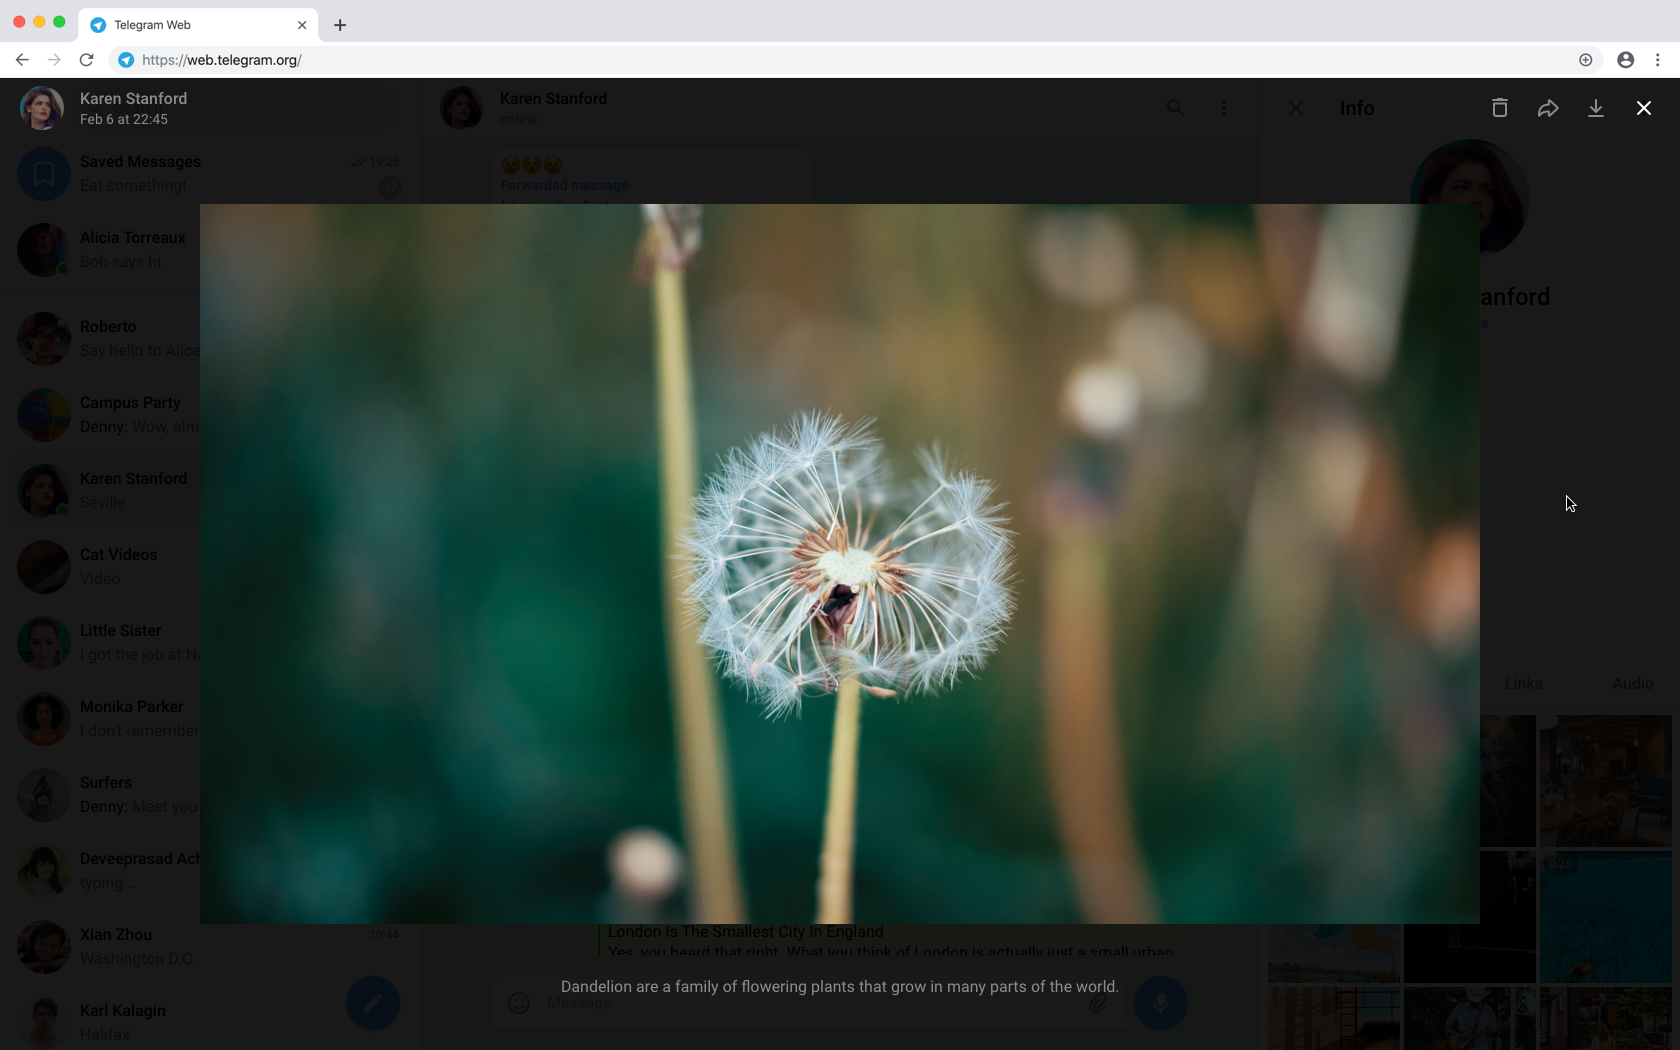 Telegram Web
https://web.telegram.org/
Karen Stanford
Feb 6 at 22:45
Saved Messages
19:25
Eat something!
Alicia Torreaux
Bob says hi.
Roberto
Say hello to Alice
Campus Party
Denny: Wow, alm
Karen Stanford
Seville
Cat Videos
Video
Little Sister
I got the job at NA
Monika Parker
I don't remember
Surfers
Denny: Meet you
Deveeprasad Ach
typing...
Xian Zhou
10:44
Washington D.C.
Karl Kalagin
Halifax
Karen Stanford
online
Forwarded message
London Is The Smallest City In England
Yes, you heard that right. What you think of London is actually just a small urban
Message
Dandelion are a family of flowering plants that grow in many parts of the world.
Info
anford
e
Links
Audio
0:25